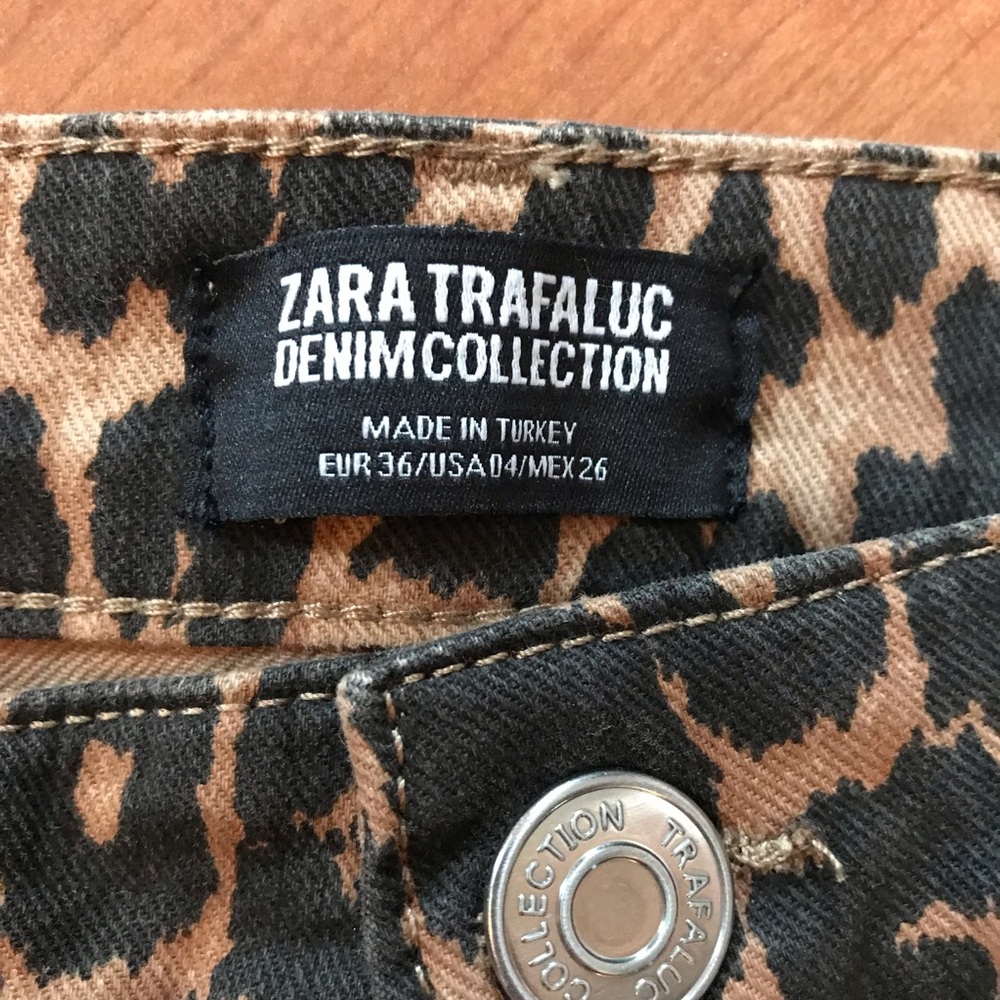 ZARA TRAFALUC
DENIM COLLECTION
MADE IN TURKEY
EUR 36/USA 04/MEX 26
TRAFALUC COLLECTION